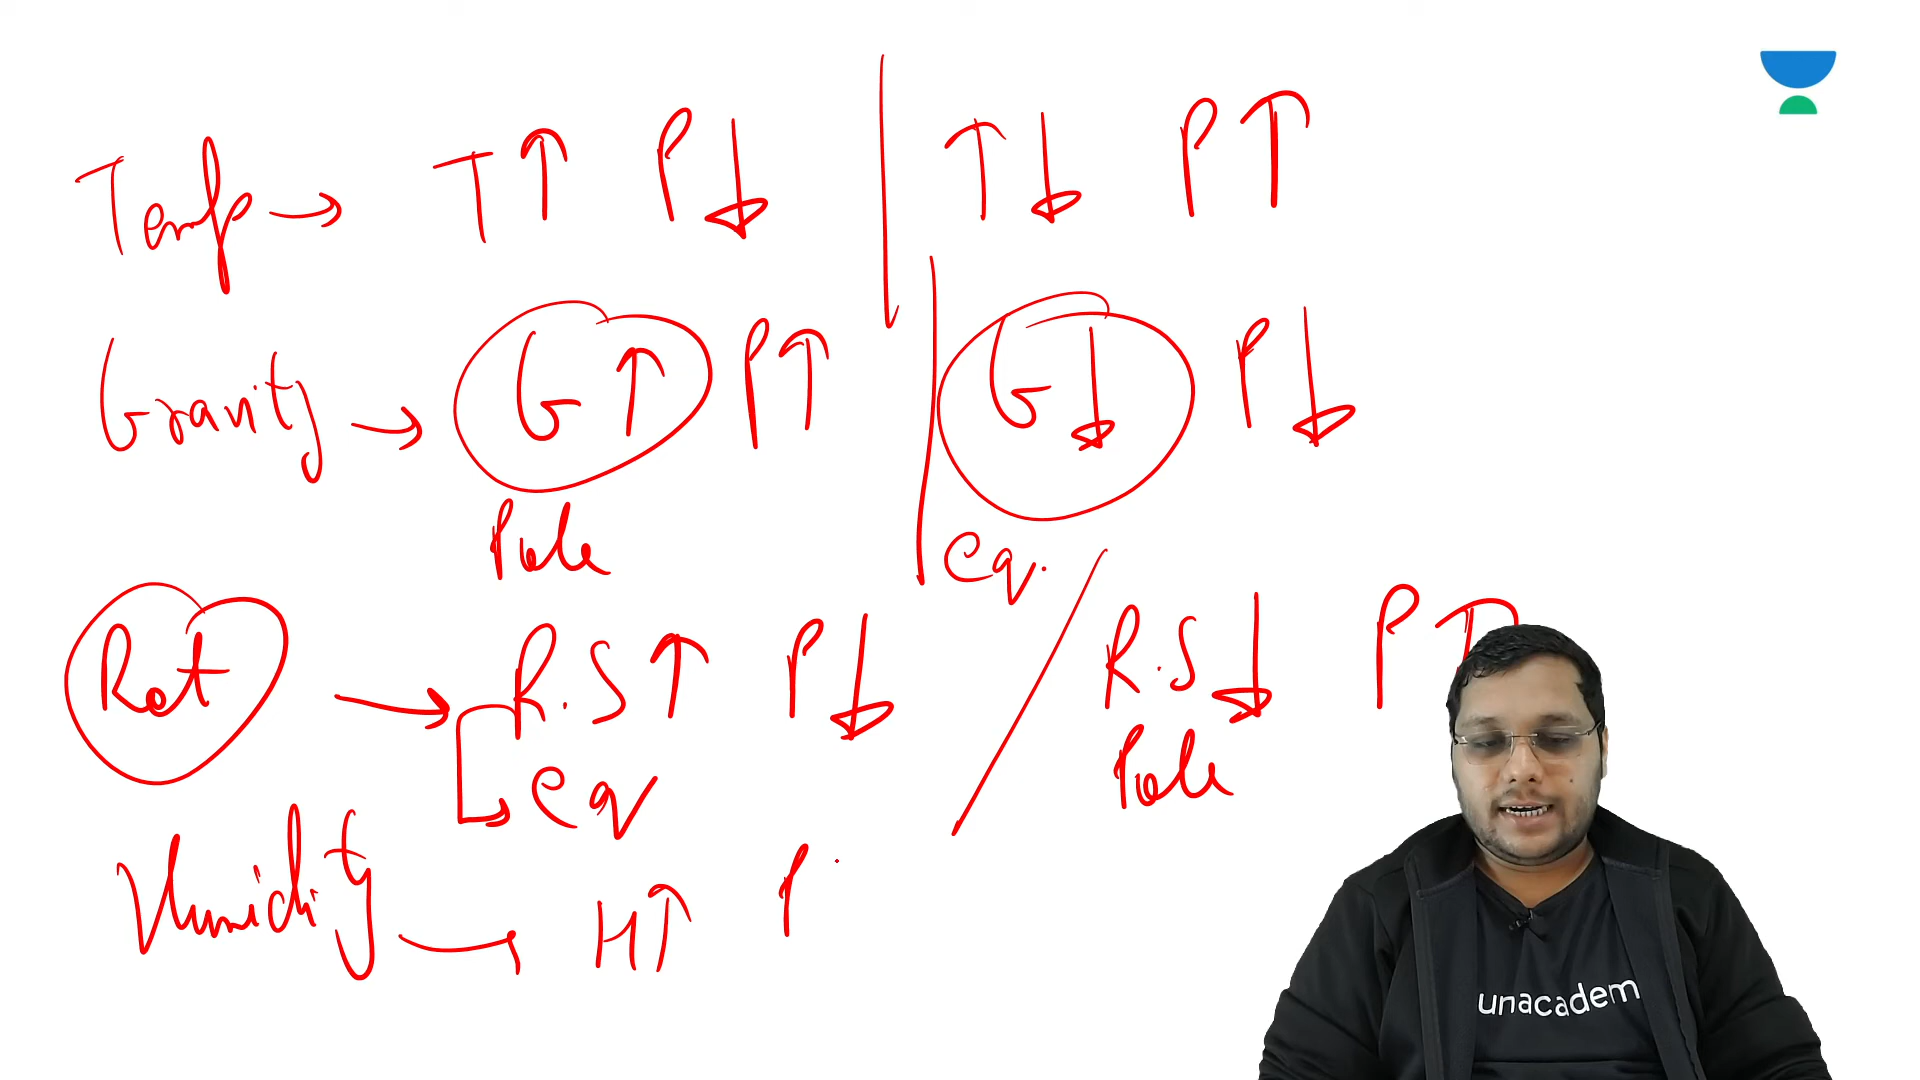 Temp → T↑ P↓ | T↓ P↑
Gravity → G↑ P↑ | G↓ P↓
Pole eq.
Rot → R.S↑ P↓ / R.S↓ P↑
eq Pole
Humidity → H↑ P
unacadem